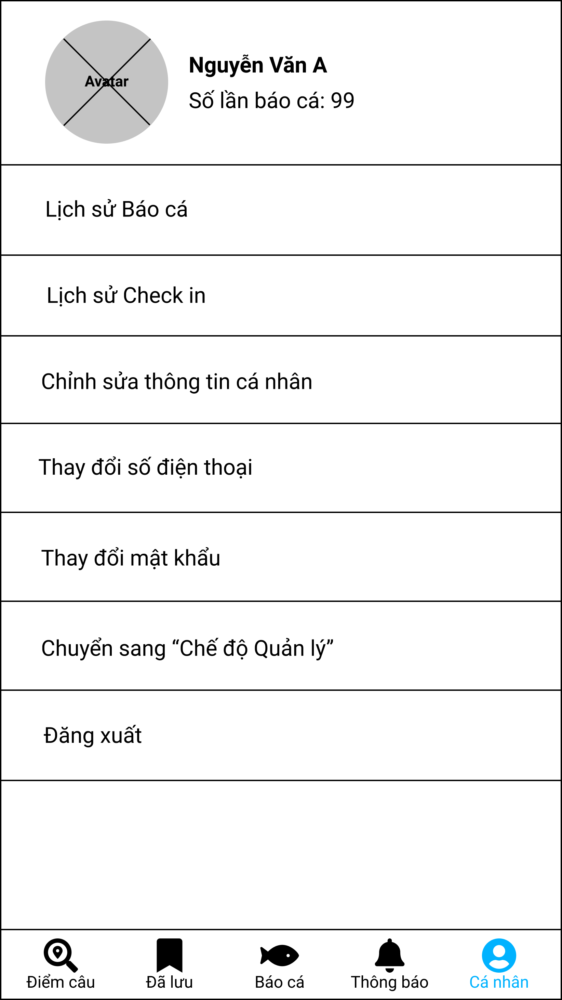 Avatar
Nguyễn Văn A
Số lần báo cá: 99
Lịch sử Báo cá
Lịch sử Check in
Chỉnh sửa thông tin cá nhân
Thay đổi số điện thoại
Thay đổi mật khẩu
Chuyển sang “Chế độ Quản lý”
Đăng xuất
Điểm câu
Đã lưu
Báo cá
Thông báo
Cá nhân